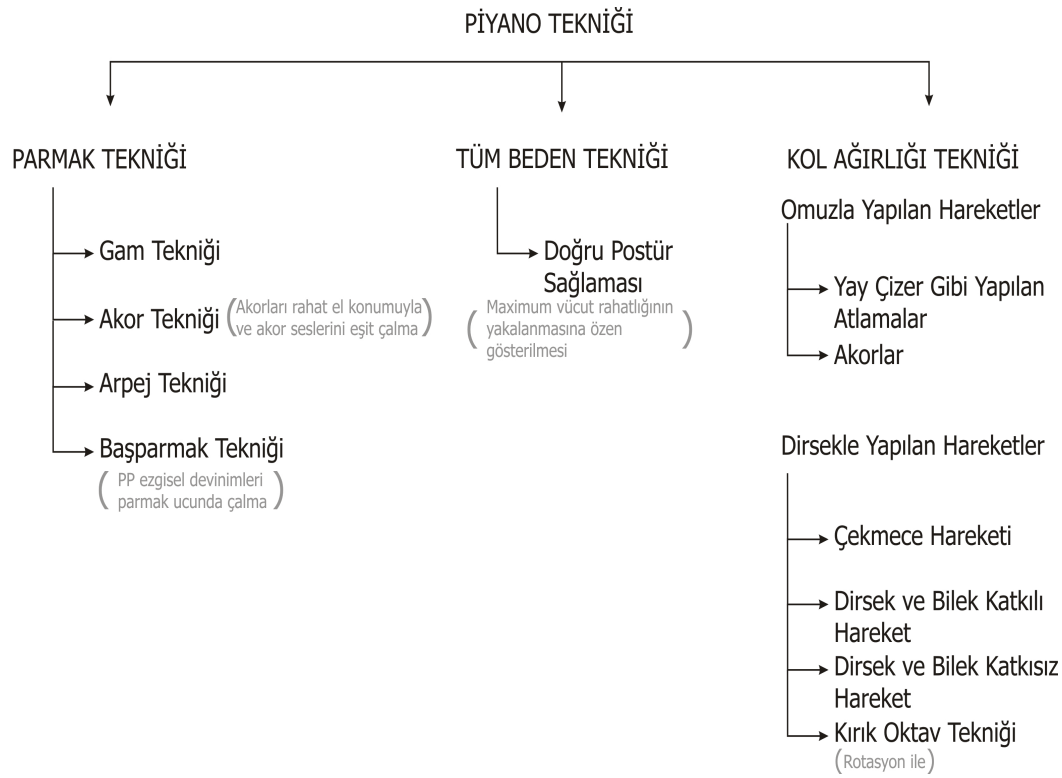 PİYANO TEKNİĞİ
PARMAK TEKNİĞİ
Gam Tekniği
Akor Tekniği (Akorları rahat el konumuyla
ve akor seslerini eşit çalma)
Arpej Tekniği
Başparmak Tekniği
(PP ezgisel devinimleri
parmak ucunda çalma)
TÜM BEDEN TEKNİĞİ
Doğru Postür
Sağlaması
(Maximum vücut rahatlığının
yakalanmasına özen
gösterilmesi)
KOL AĞIRLIĞI TEKNİĞİ
Omuzla Yapılan Hareketler
Yay Çizer Gibi Yapılan
Atlamalar
Akorlar
Dirsekle Yapılan Hareketler
Çekmece Hareketi
Dirsek ve Bilek Katkılı
Hareket
Dirsek ve Bilek Katkısız
Hareket
Kırık Oktav Tekniği
(Rotasyon ile)